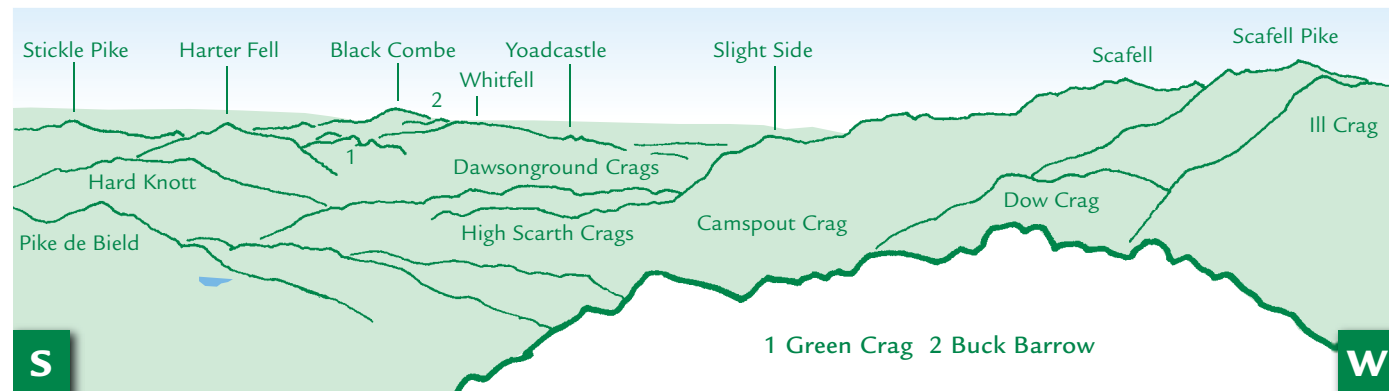 Scafell Pike
Stickle Pike Harter Fell Black Combe Yoadcastle Slight Side Scafell
Whitfell
2
Ill Crag
1
Dawsonground Crags
Hard Knott
Dow Crag
Camspout Crag
High Scarth Crags
Pike de Bield
1 Green Crag 2 Buck Barrow
S W